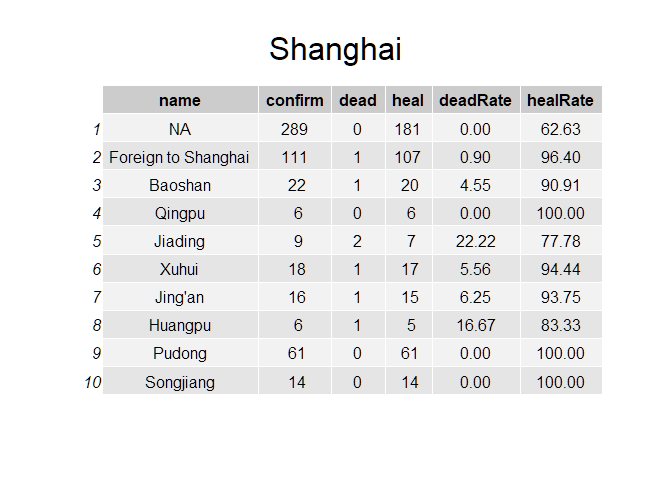 Shanghai
name confirm dead heal deadRate healRate
1 NA 289 0 181 0.00 62.63
2 Foreign to Shanghai 111 1 107 0.90 96.40
3 Baoshan 22 1 20 4.55 90.91
4 Qingpu 6 0 6 0.00 100.00
5 Jiading 9 2 7 22.22 77.78
6 Xuhui 18 1 17 5.56 94.44
7 Jing'an 16 1 15 6.25 93.75
8 Huangpu 6 1 5 16.67 83.33
9 Pudong 61 0 61 0.00 100.00
10 Songjiang 14 0 14 0.00 100.00